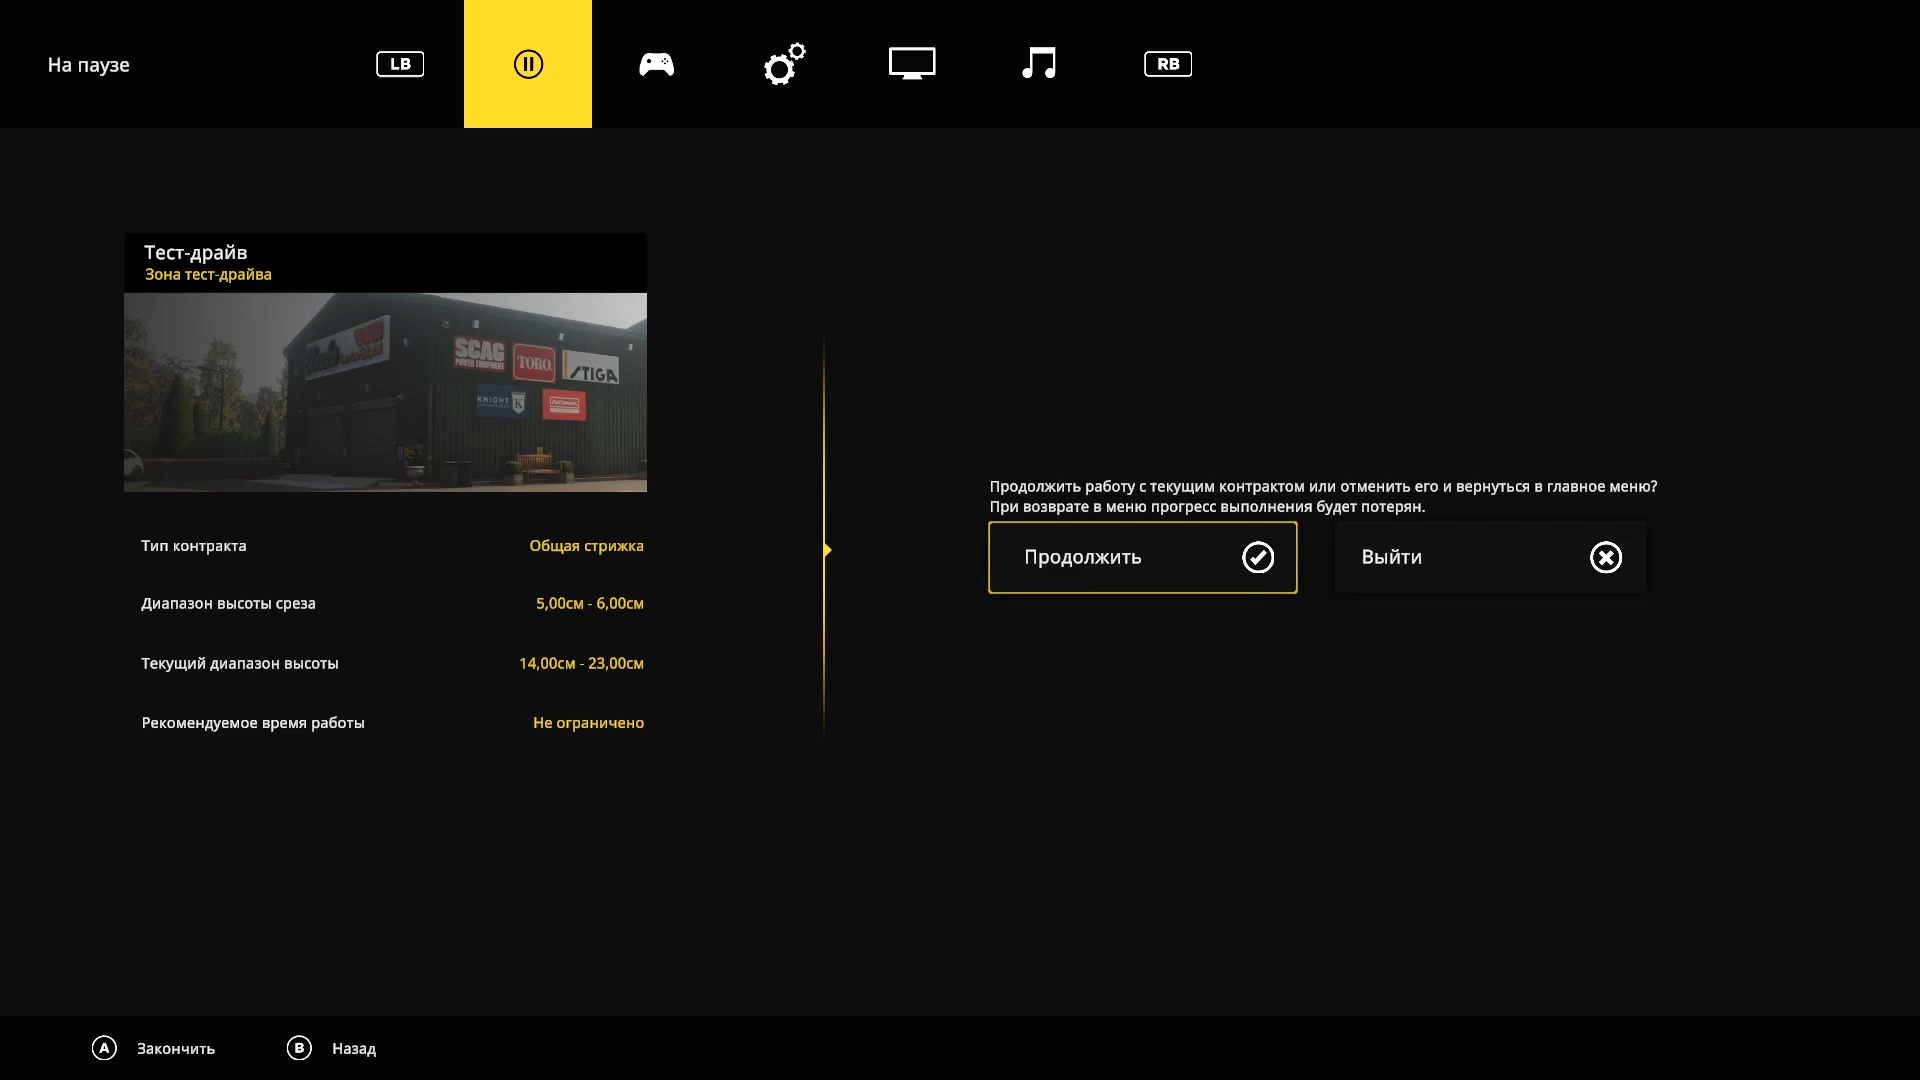 На паузе
LB
RB
Тест-драйв
Зона тест-драйва
SCAG
POWER EQUIPMENT
TORO
STIGA
KNIGHT
Тип контракта
Общая стрижка
Диапазон высоты среза
5,00см - 6,00см
Текущий диапазон высоты
14,00см - 23,00см
Рекомендуемое время работы
Не ограничено
Продолжить работу с текущим контрактом или отменить его и вернуться в главное меню?
При возврате в меню прогресс выполнения будет потерян.
Продолжить
Выйти
A Закончить
B Назад